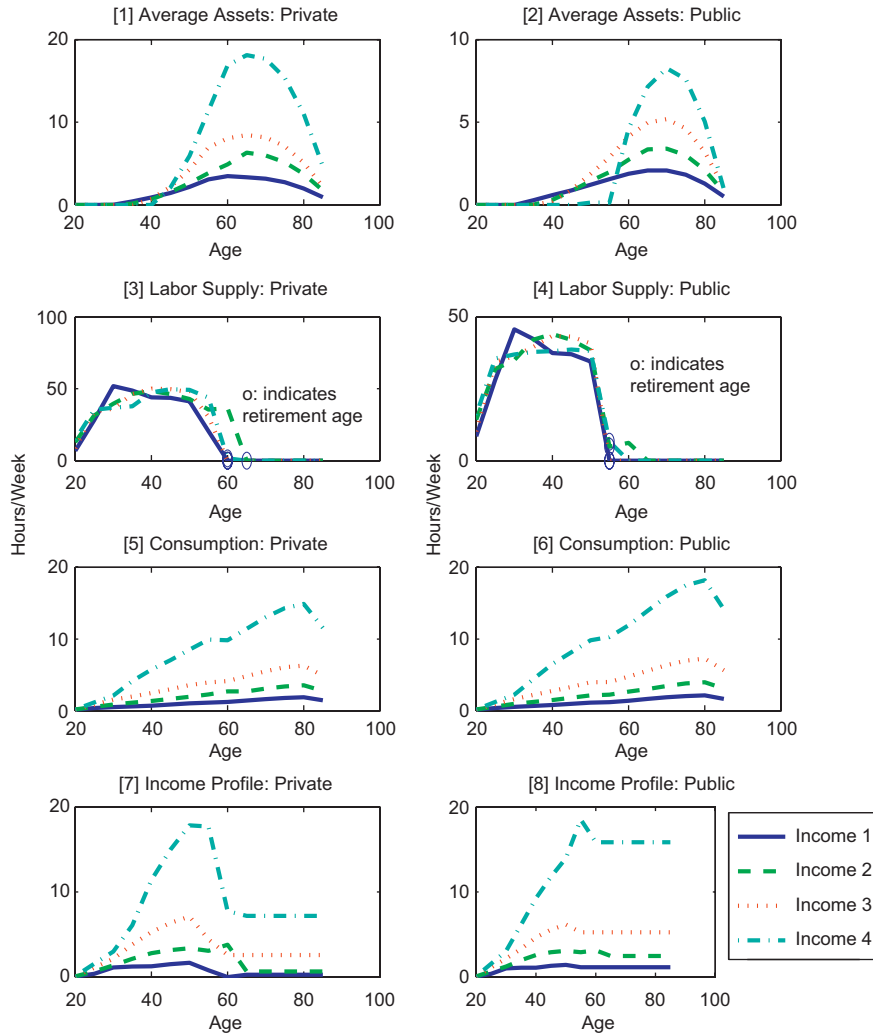 [1] Average Assets: Private
20
10
0
20 40 60 80 100
Age
[2] Average Assets: Public
10
5
0
20 40 60 80 100
Age
[3] Labor Supply: Private
100
50
0
o: indicates
retirement age
20 40 60 80 100
Age
Hours/Week
[4] Labor Supply: Public
50
0
o: indicates
retirement age
20 40 60 80 100
Age
Hours/Week
[5] Consumption: Private
20
10
0
20 40 60 80 100
Age
[6] Consumption: Public
20
10
0
20 40 60 80 100
Age
[7] Income Profile: Private
20
10
0
20 40 60 80 100
Age
[8] Income Profile: Public
20
10
0
20 40 60 80 100
Age
Income 1
Income 2
Income 3
Income 4